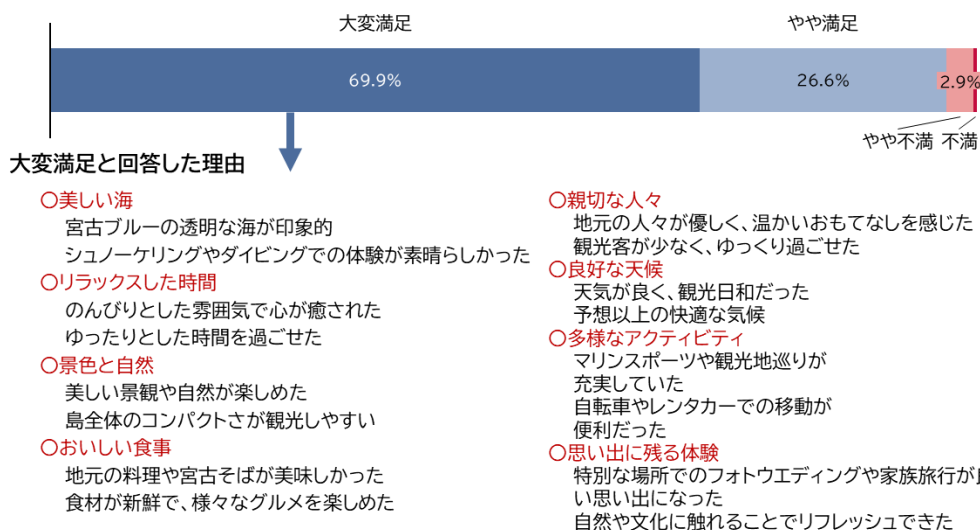 大変満足
やや満足
69.9%
26.6%
2.9%
やや不満 不満
大変満足と回答した理由
〇美しい海
宮古ブルーの透明な海が印象的
シュノーケリングやダイビングでの体験が素晴らしかった
〇リラックスした時間
のんびりとした雰囲気で心が癒された
ゆったりとした時間を過ごせた
〇景色と自然
美しい景観や自然が楽しめた
島全体のコンパクトさが観光しやすい
〇おいしい食事
地元の料理や宮古そばが美味しかった
食材が新鮮で、様々なグルメを楽しめた
〇親切な人々
地元の人々が優しく、温かいおもてなしを感じた
観光客が少なく、ゆっくり過ごせた
〇良好な天候
天気が良く、観光日和だった
予想以上の快適な気候
〇多様なアクティビティ
マリンスポーツや観光地巡りが
充実していた
自転車やレンタカーでの移動が
便利だった
〇思い出に残る体験
特別な場所でのフォトウエディングや家族旅行が
い思い出になった
自然や文化に触れることでリフレッシュできた